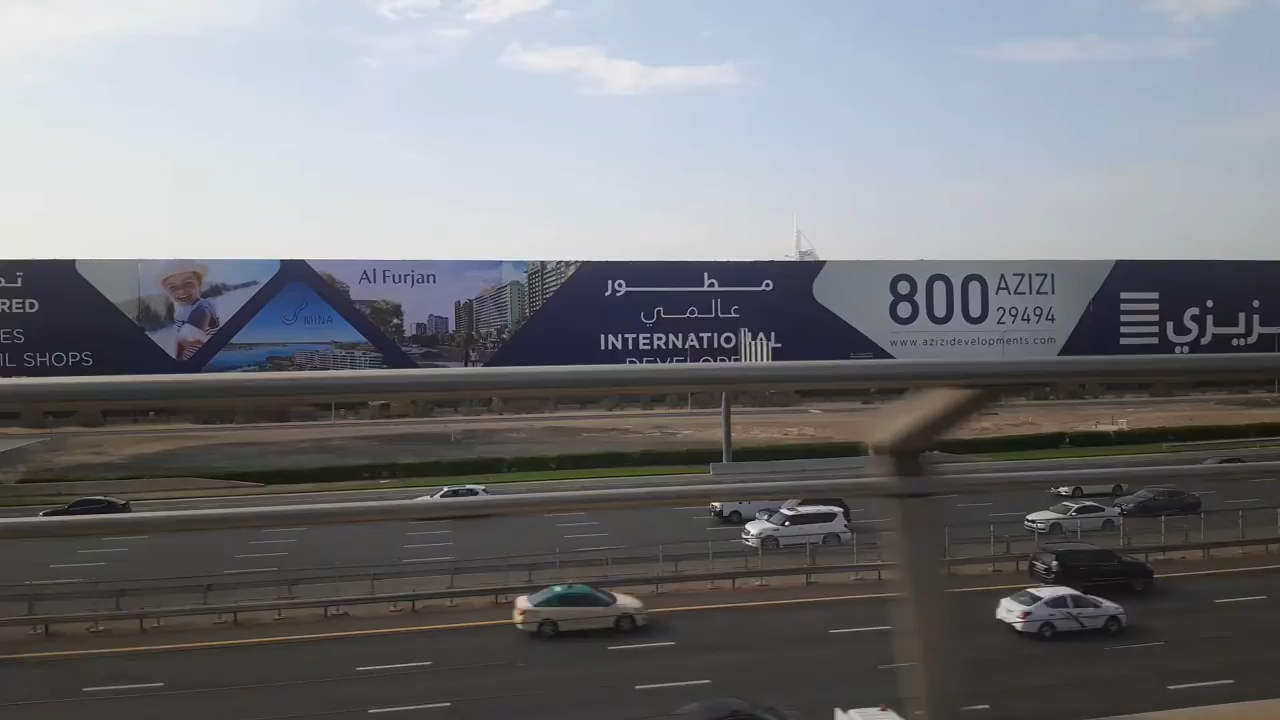 RED
ES
IL SHOPS
MINA
Al Furjan
مطور
عالمي
INTERNATIONAL
800 AZIZI
29494
www.azizidevelopments.com
عزيزي